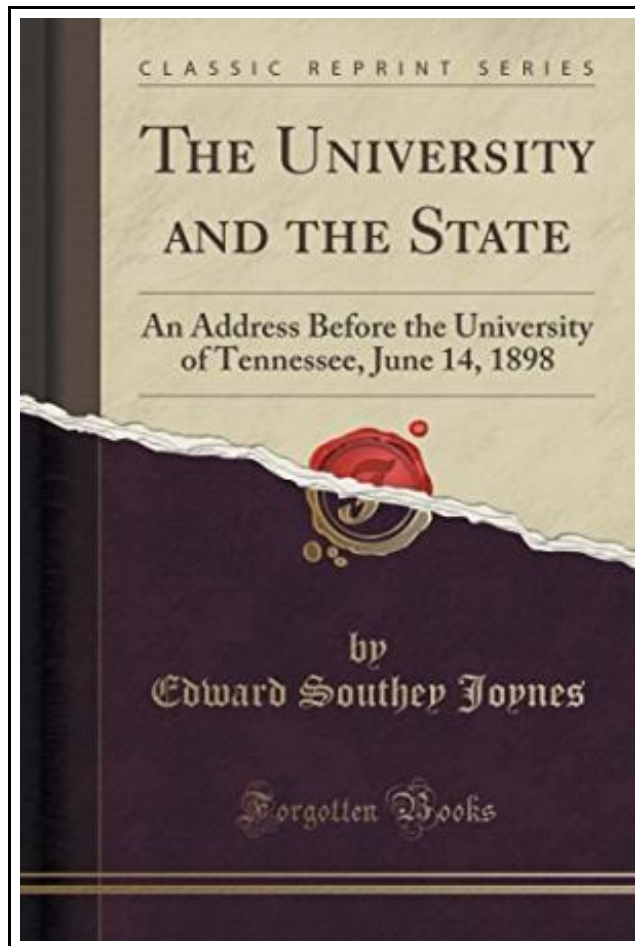 CLASSIC REPRINT SERIES
THE UNIVERSITY
AND THE STATE
An Address Before the University
of Tennessee, June 14, 1898
by
Edward Southey Joynes
Forgotten Books